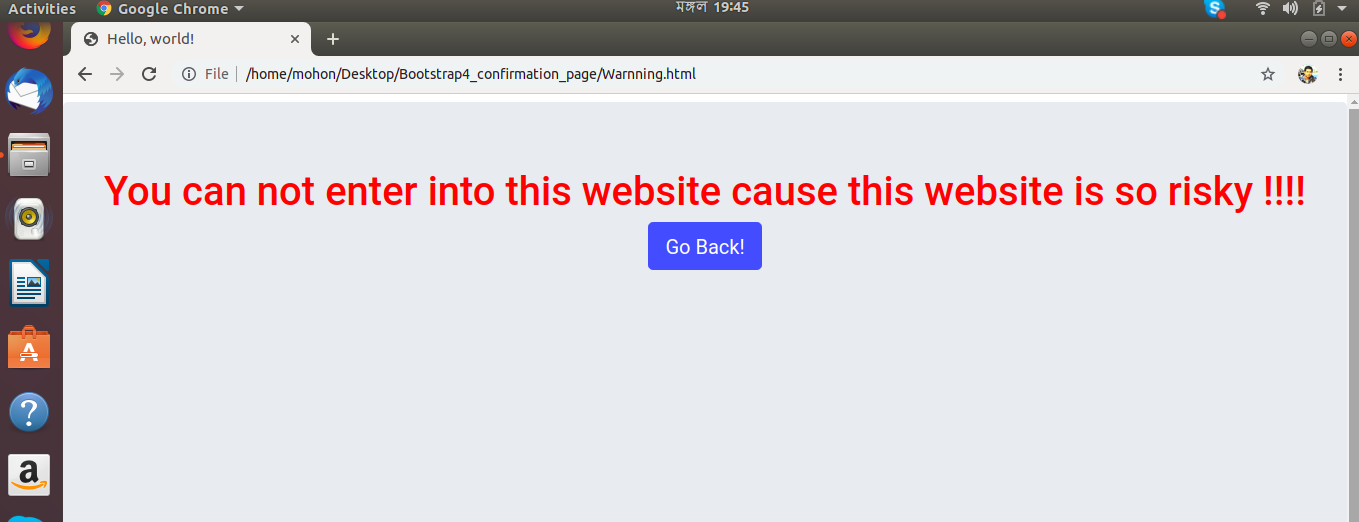 Activities Google Chrome মঙ্গল 19:45
Hello, world!
File /home/mohon/Desktop/Bootstrap4_confirmation_page/Warnning.html
You can not enter into this website cause this website is so risky !!!!
Go Back!